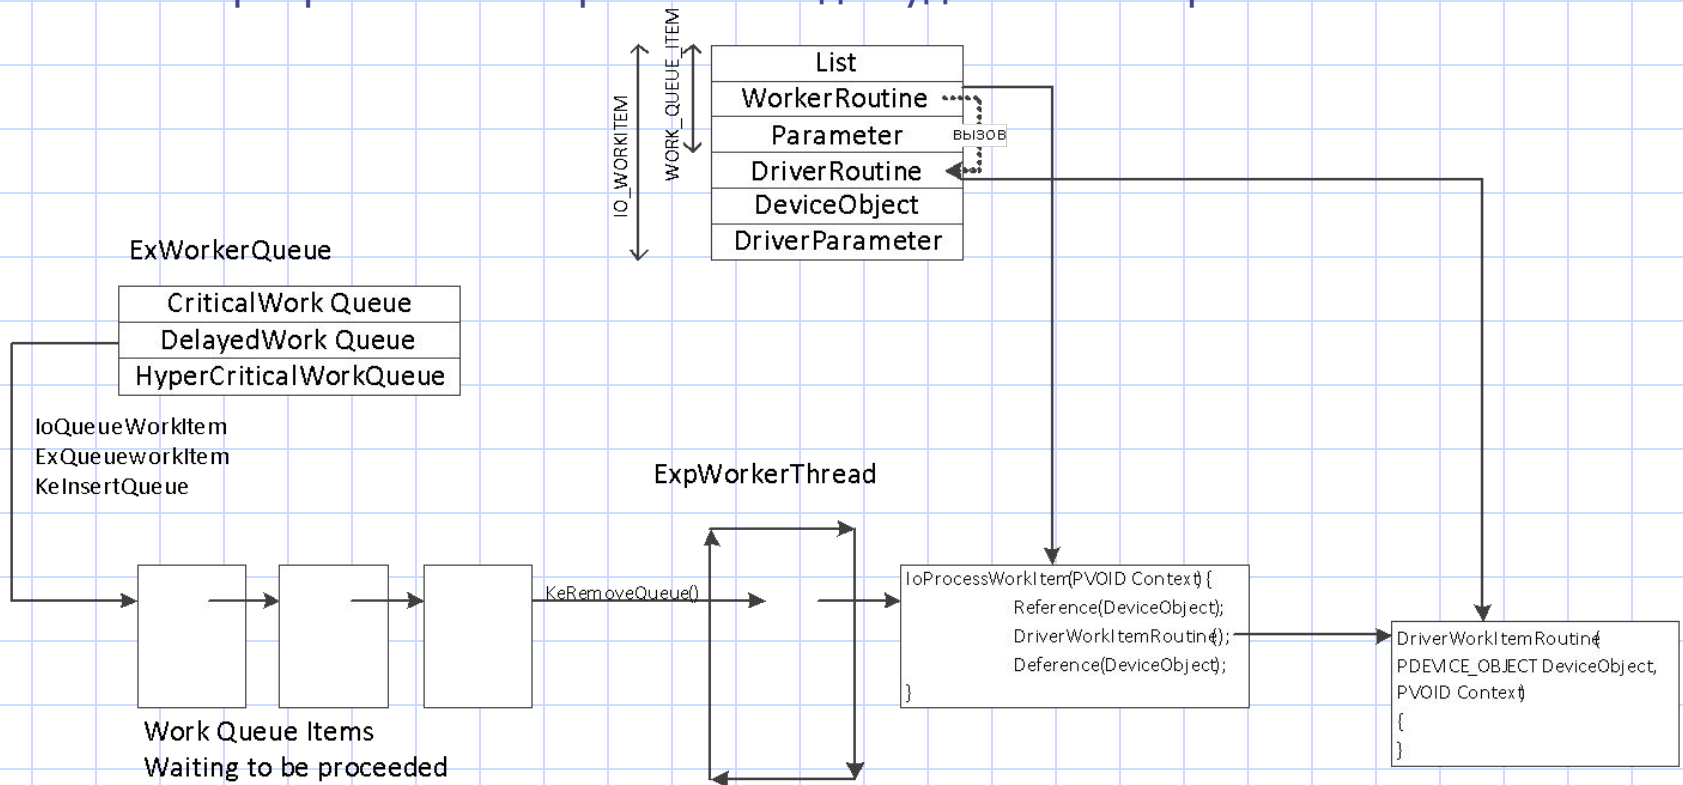 IO_WORKITEM
WORK_QUEUE_ITEM
List
WorkerRoutine
Parameter
вызов
DriverRoutine
DeviceObject
DriverParameter
ExWorkerQueue
CriticalWork Queue
DelayedWork Queue
HyperCriticalWorkQueue
IoQueueWorkItem
ExQueueworkItem
KeInsertQueue
ExpWorkerThread
KeRemoveQueue()
IoProcessWorkItem(PVOID Context) {
Reference(DeviceObject);
DriverWorkItemRoutine();
Deference(DeviceObject);
}
DriverWorkItemRoutine(
PDEVICE_OBJECT DeviceObject,
PVOID Context)
{
}
Work Queue Items
Waiting to be proceeded